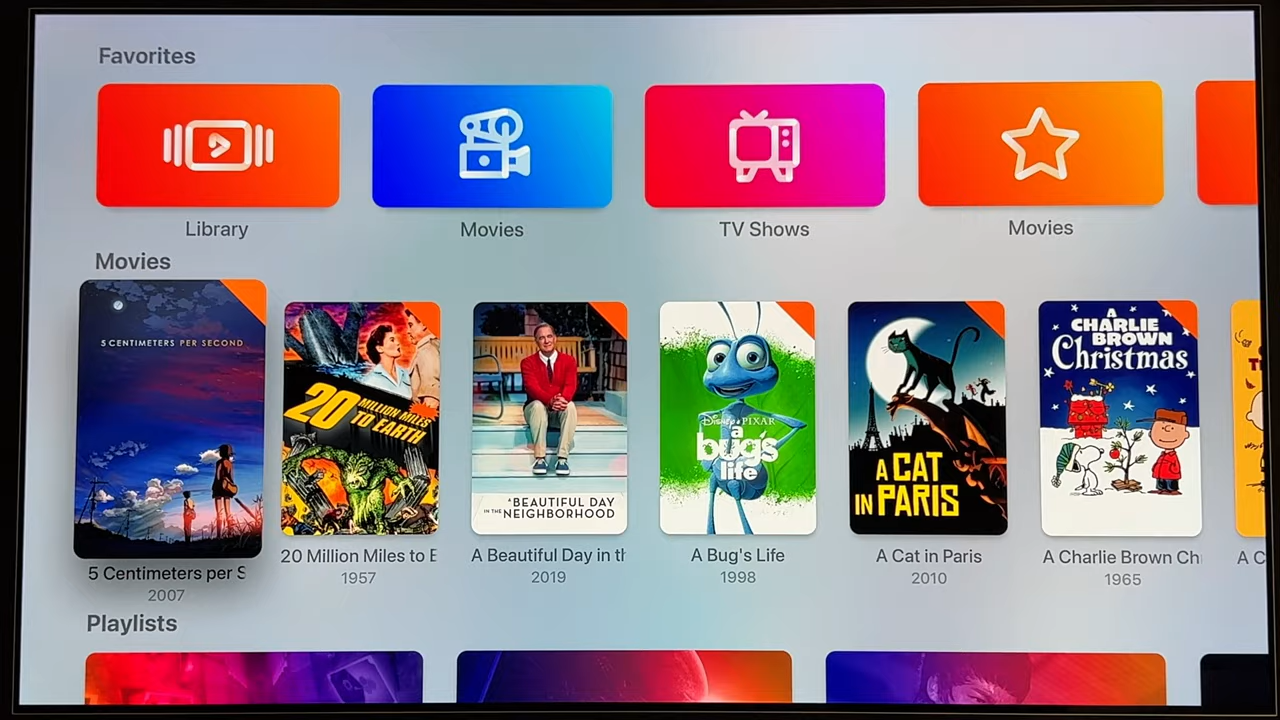 Favorites
Library
Movies
TV Shows
Movies
Movies
5 CENTIMETERS PER SECOND
20 MILLION MILES
TO EARTH
A BEAUTIFUL DAY
IN THE NEIGHBORHOOD
Disney PIXAR
a
bug's
life
A CAT
IN PARIS
A
CHARLIE
BROWN
Christmas
5 Centimeters per S
2007
20 Million Miles to E
1957
A Beautiful Day in th
2019
A Bug's Life
1998
A Cat in Paris
2010
A Charlie Brown Ch
1965
A C
Playlists